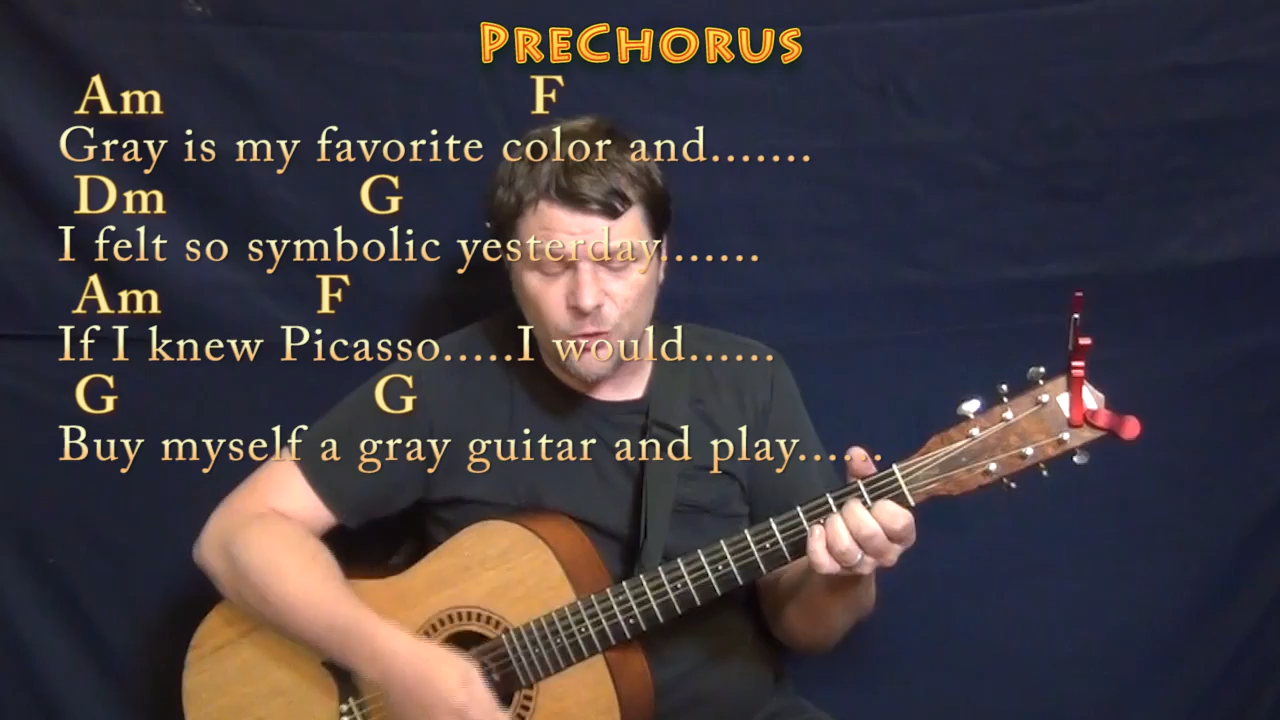 PreChorus
Am F
Gray is my favorite color and.......
Dm G
I felt so symbolic yesterday.......
Am F
If I knew Picasso.....I would......
G G
Buy myself a gray guitar and play......